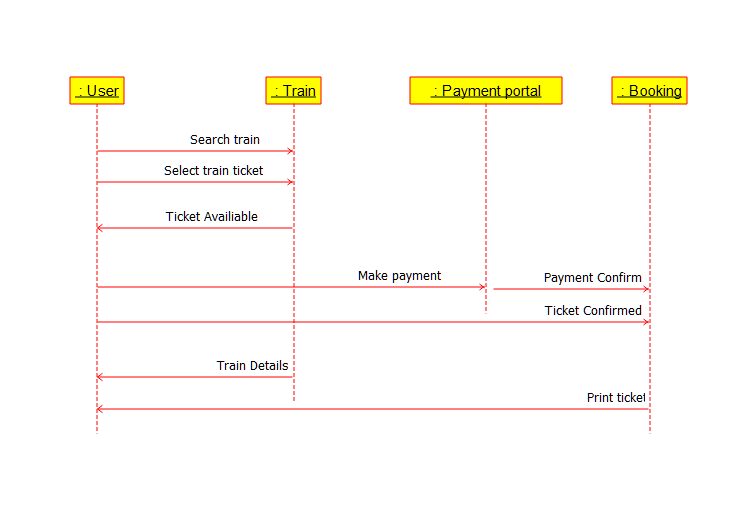 : User
: Train
: Payment portal
: Booking
Search train
Select train ticket
Ticket Availiable
Make payment
Payment Confirm
Ticket Confirmed
Train Details
Print ticket